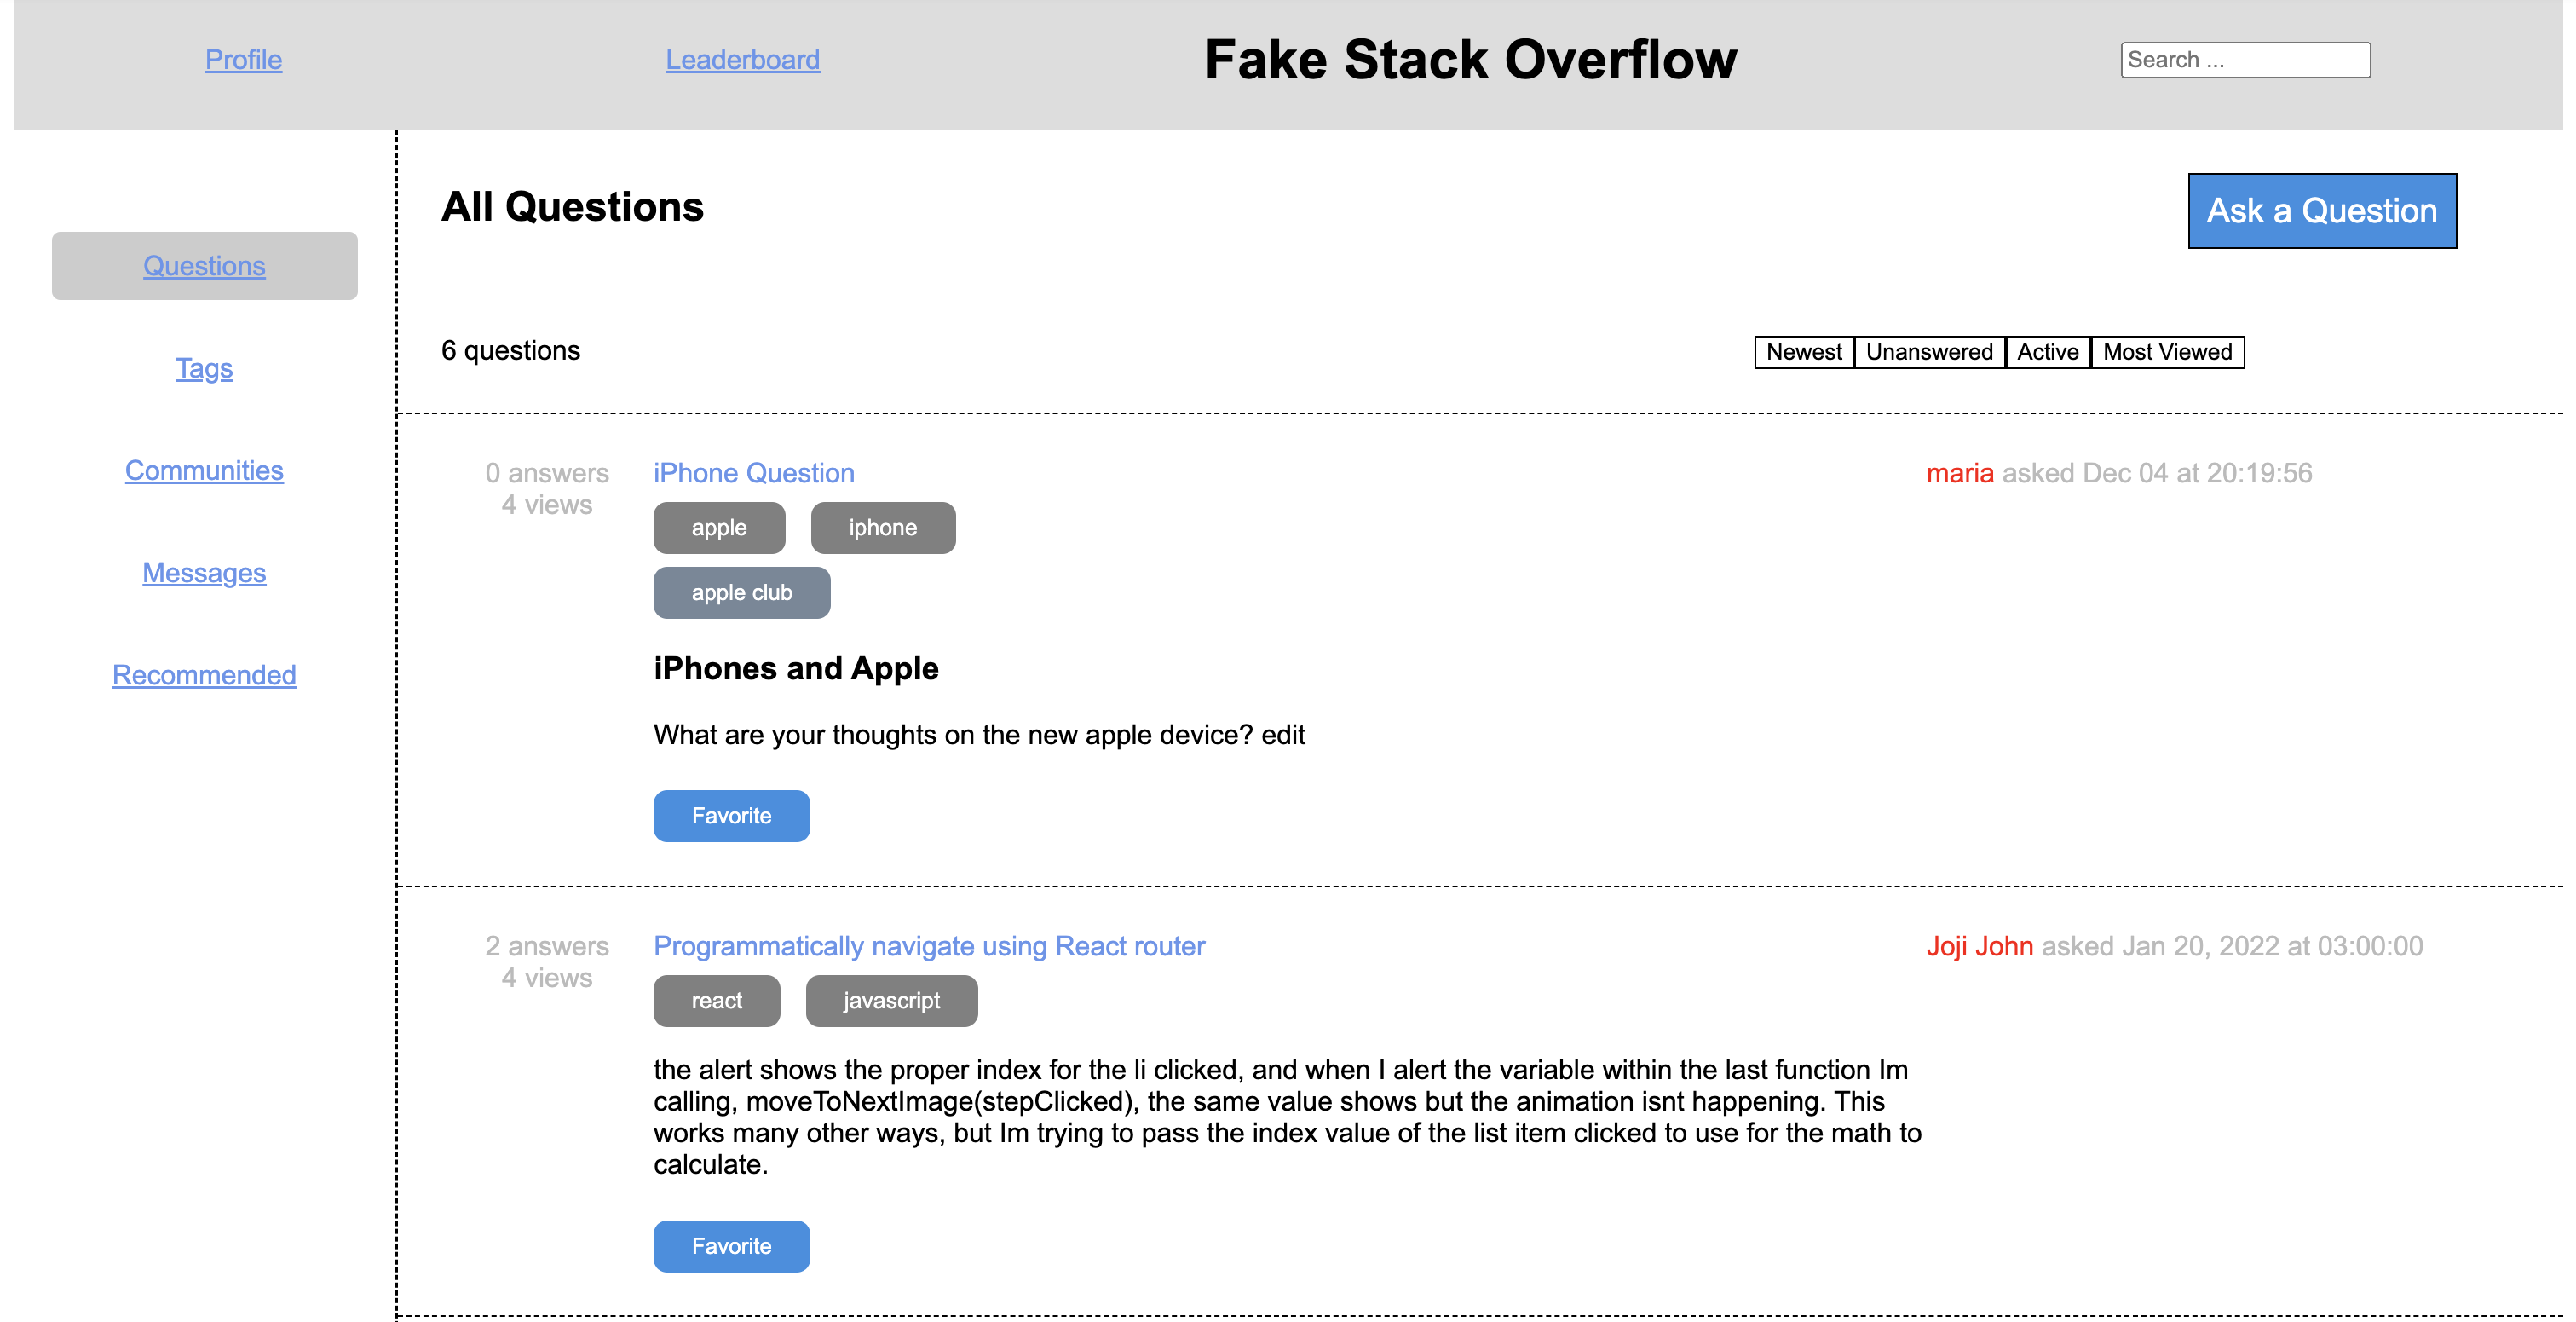 Profile
Leaderboard
Fake Stack Overflow
Search ...
Questions
Tags
Communities
Messages
Recommended
All Questions
Ask a Question
6 questions
Newest
Unanswered
Active
Most Viewed
0 answers
4 views
iPhone Question
apple
iphone
apple club
iPhones and Apple
What are your thoughts on the new apple device? edit
Favorite
maria asked Dec 04 at 20:19:56
2 answers
4 views
Programmatically navigate using React router
react
javascript
the alert shows the proper index for the li clicked, and when I alert the variable within the last function Im
calling, moveToNextImage(stepClicked), the same value shows but the animation isnt happening. This
works many other ways, but Im trying to pass the index value of the list item clicked to use for the math to
calculate.
Favorite
Joji John asked Jan 20, 2022 at 03:00:00